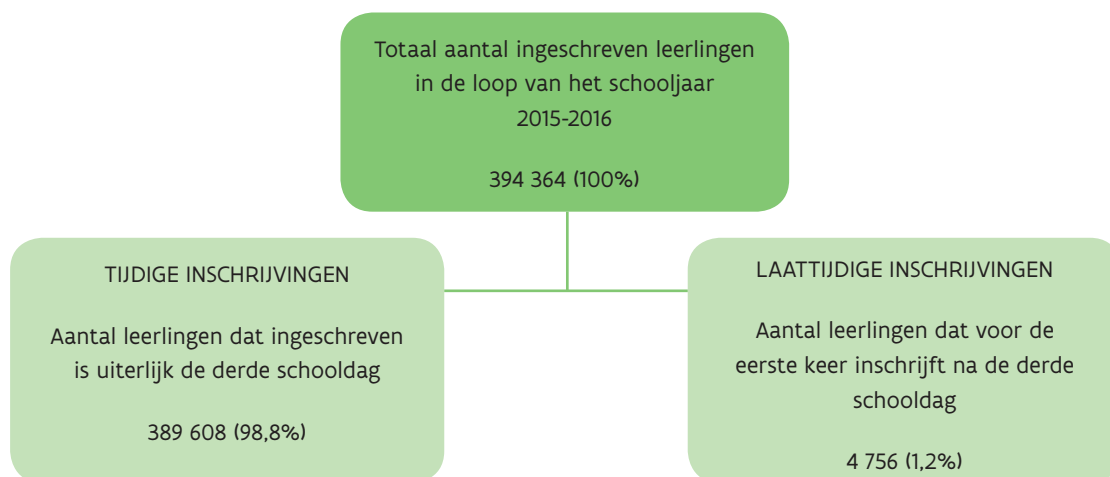 Totaal aantal ingeschreven leerlingen
in de loop van het schooljaar
2015-2016
394 364 (100%)
TIJDIGE INSCHRIJVINGEN
Aantal leerlingen dat ingeschreven
is uiterlijk de derde schooldag
389 608 (98,8%)
LAATTIJDIGE INSCHRIJVINGEN
Aantal leerlingen dat voor de
eerste keer inschrijft na de derde
schooldag
4 756 (1,2%)